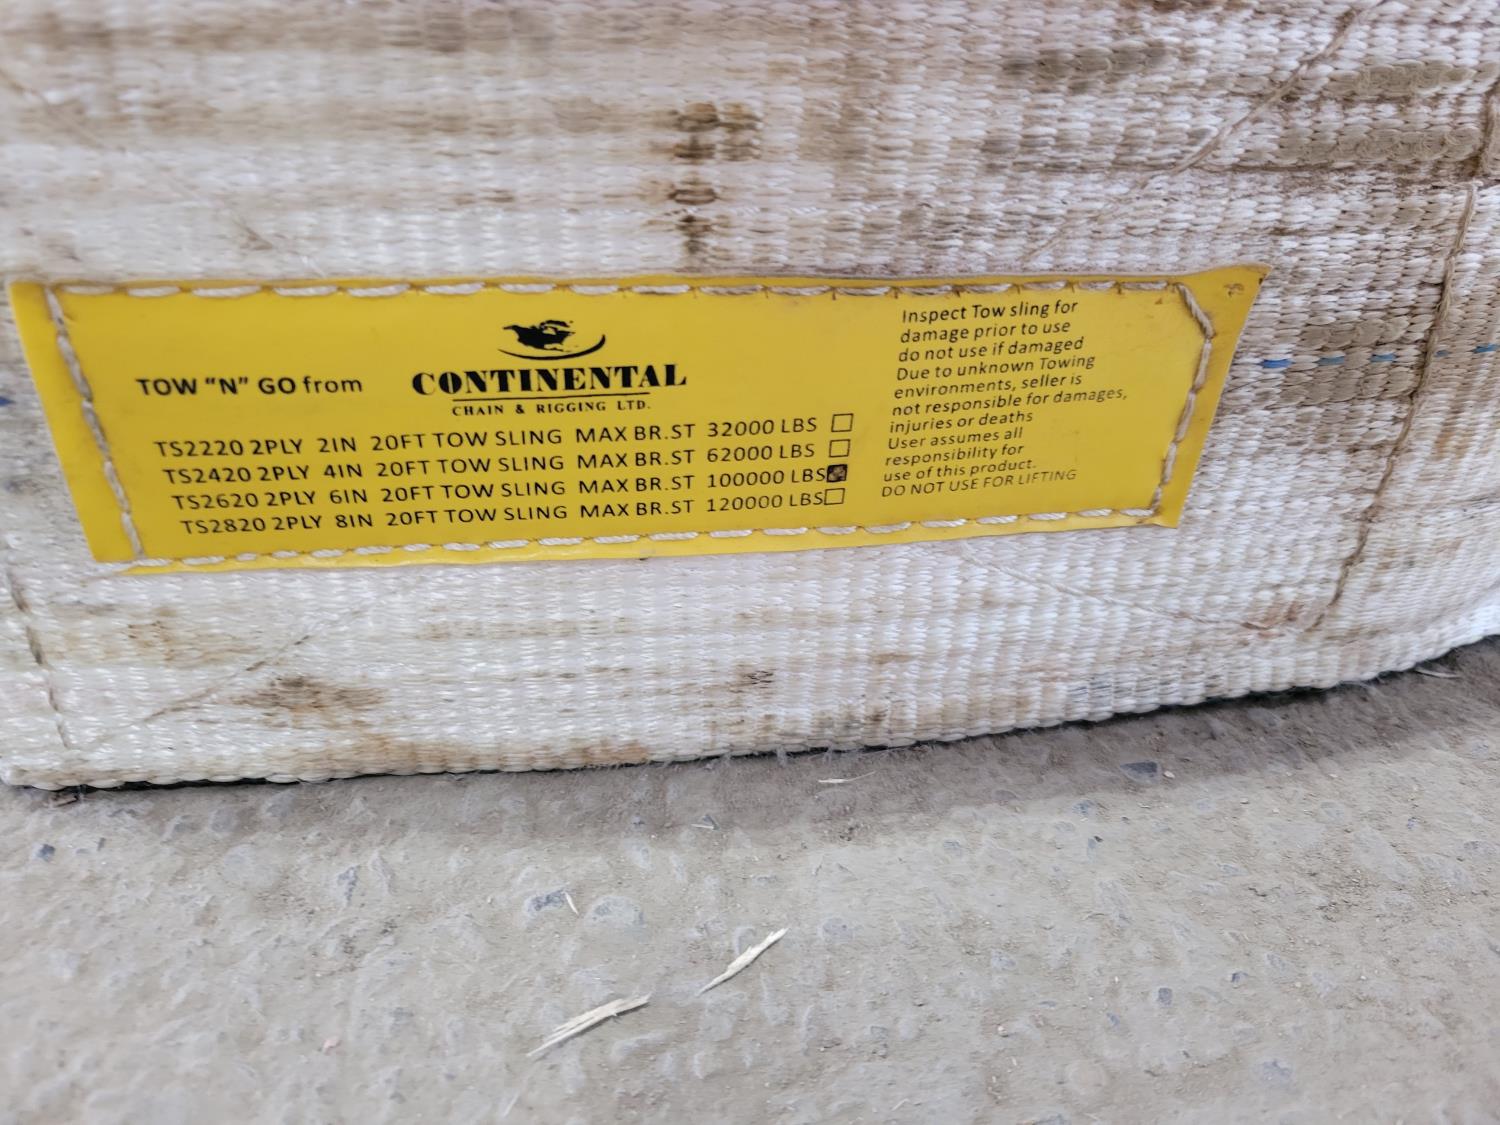 TOW "N" GO from
CONTINENTAL
CHAIN & RIGGING LTD.
TS2220 2PLY 2IN 20FT TOW SLING MAX BR.ST 32000 LBS
TS2420 2PLY 4IN 20FT TOW SLING MAX BR.ST 62000 LBS
TS2620 2PLY 6IN 20FT TOW SLING MAX BR.ST 100000 LBS
TS2820 2PLY 8IN 20FT TOW SLING MAX BR.ST 120000 LBS
Inspect Tow sling for
damage prior to use
do not use if damaged
Due to unknown Towing
environments, seller is
not responsible for damages,
injuries or deaths
User assumes all
responsibility for
use of this product.
DO NOT USE FOR LIFTING